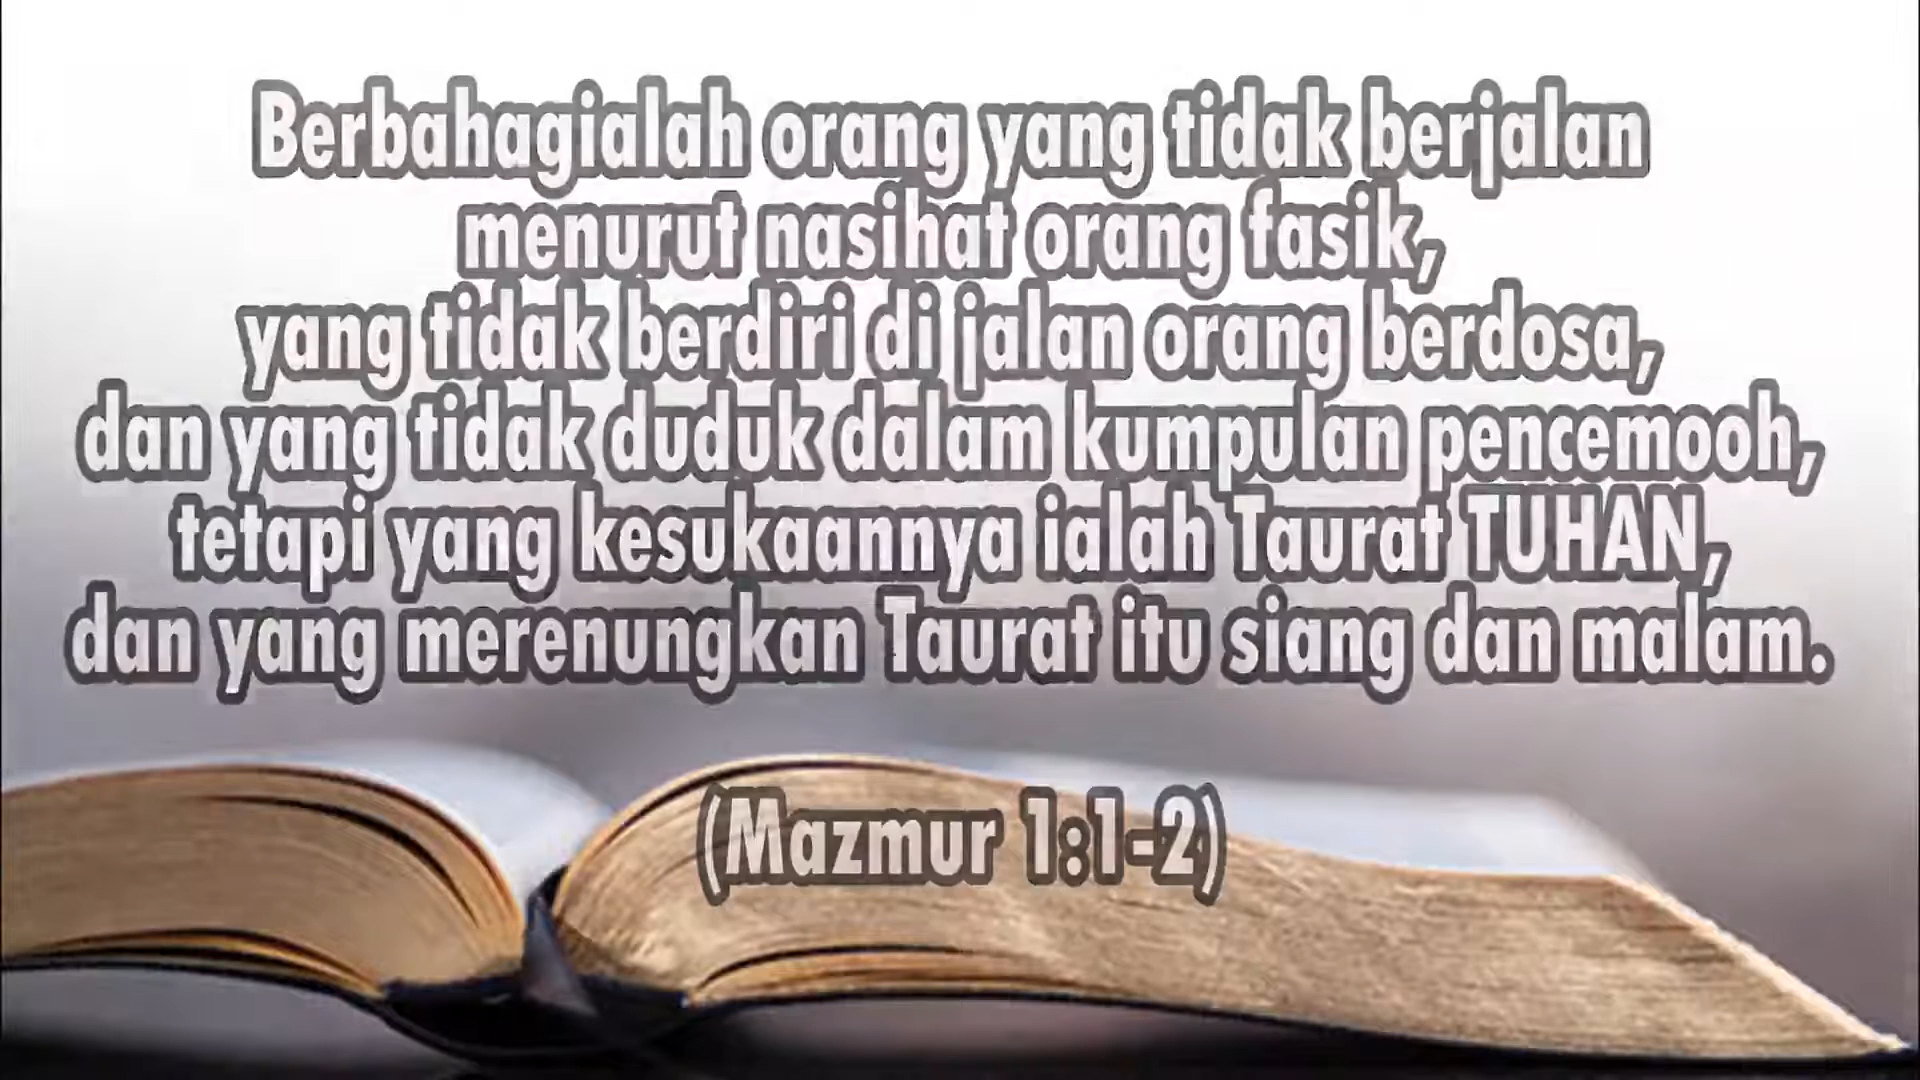 Berbahagialah orang yang tidak berjalan
menurut nasihat orang fasik,
yang tidak berdiri di jalan orang berdosa,
dan yang tidak duduk dalam kumpulan pencemooh,
tetapi yang kesukaannya ialah Taurat TUHAN,
dan yang merenungkan Taurat itu siang dan malam.
(Mazmur 1:1-2)